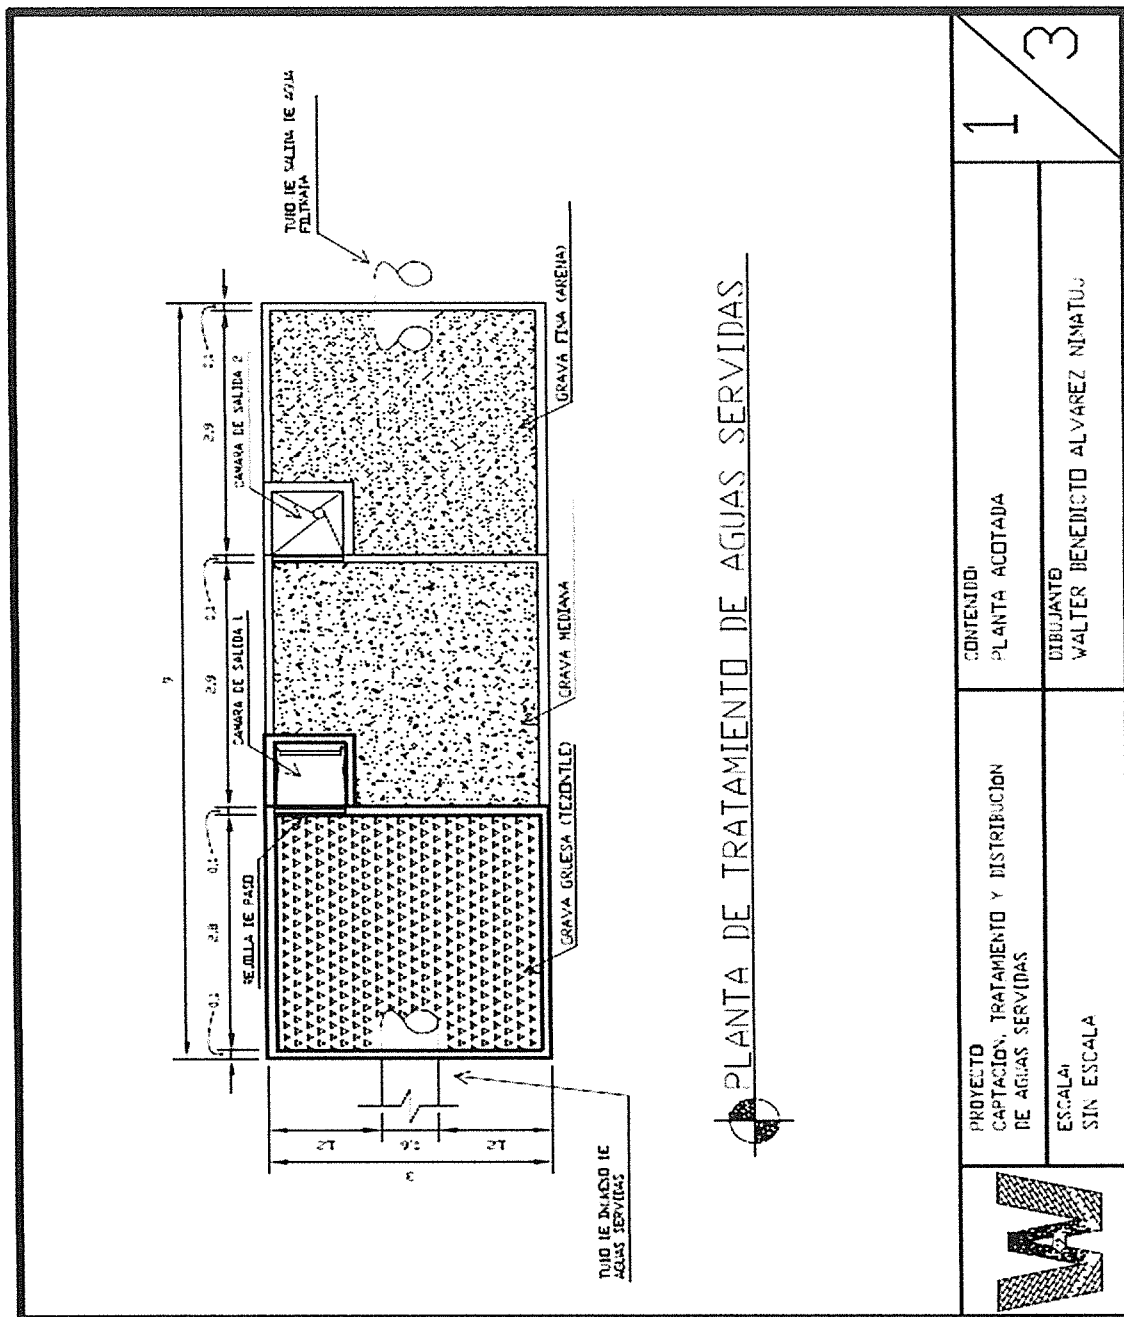 TUBO DE SALIDA DE AGUA
FILTRADA
9
0.1
2.8
0.1
2.9
0.1
2.9
0.1
REJILLA DE PASO
CAMARA DE SALIDA 1
CAMARA DE SALIDA 2
1.2
0.6
1.2
3
TUBO DE INGRESO DE
AGUAS SERVIDAS
GRAVA GRUESA (TEZONTLE)
GRAVA MEDIANA
GRAVA FINA (ARENA)
PLANTA DE TRATAMIENTO DE AGUAS SERVIDAS
W
PROYECTO
CAPTACION, TRATAMIENTO Y DISTRIBUCION
DE AGUAS SERVIDAS
ESCALA:
SIN ESCALA
CONTENIDO:
PLANTA ACOTADA
DIBUJANTE:
WALTER BENEDICTO ALVAREZ NIMATUJ
1
3